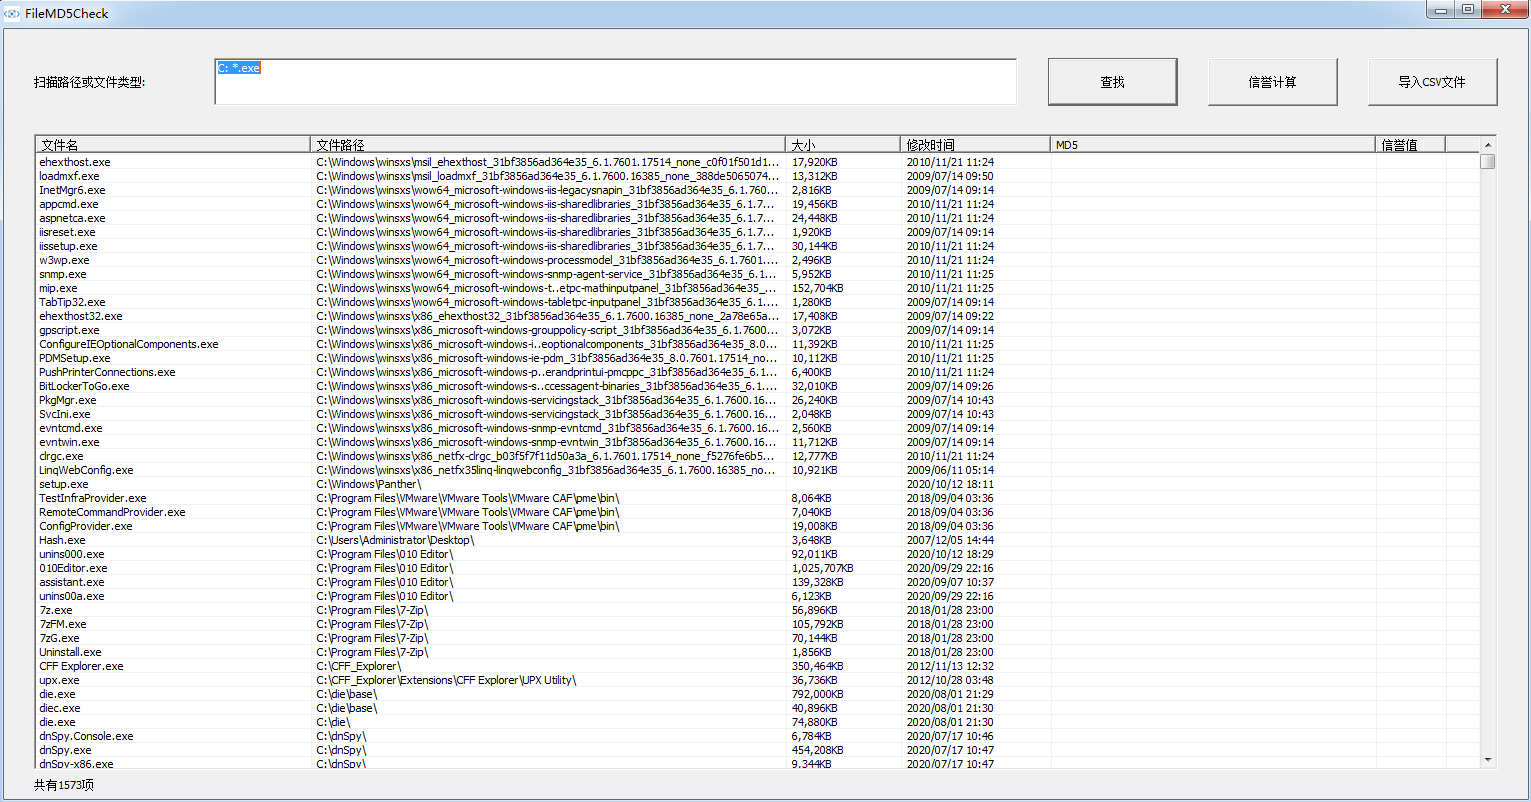 FileMD5Check
扫描路径或文件类型:
C: *.exe
查找
信誉计算
导入CSV文件
文件名 文件路径 大小 修改时间 MD5 信誉值
ehexthost.exe C:\Windows\winsxs\msil_ehexthost_31bf3856ad364e35_6.1.7601.17514_none_c0f01f501d1... 17,920KB 2010/11/21 11:24
loadmxf.exe C:\Windows\winsxs\msil_loadmxf_31bf3856ad364e35_6.1.7600.16385_none_388de5065074... 13,312KB 2009/07/14 09:50
InetMgr6.exe C:\Windows\winsxs\wow64_microsoft-windows-iis-legacysnapin_31bf3856ad364e35_6.1.760... 2,816KB 2009/07/14 09:14
appcmd.exe C:\Windows\winsxs\wow64_microsoft-windows-iis-sharedlibraries_31bf3856ad364e35_6.1.7... 19,456KB 2010/11/21 11:24
aspnetca.exe C:\Windows\winsxs\wow64_microsoft-windows-iis-sharedlibraries_31bf3856ad364e35_6.1.7... 24,448KB 2010/11/21 11:24
iisreset.exe C:\Windows\winsxs\wow64_microsoft-windows-iis-sharedlibraries_31bf3856ad364e35_6.1.7... 1,920KB 2009/07/14 09:14
iissetup.exe C:\Windows\winsxs\wow64_microsoft-windows-iis-sharedlibraries_31bf3856ad364e35_6.1.7... 30,144KB 2010/11/21 11:24
w3wp.exe C:\Windows\winsxs\wow64_microsoft-windows-processmodel_31bf3856ad364e35_6.1.7601.... 2,496KB 2010/11/21 11:24
snmp.exe C:\Windows\winsxs\wow64_microsoft-windows-snmp-agent-service_31bf3856ad364e35_6.1... 5,952KB 2010/11/21 11:25
mip.exe C:\Windows\winsxs\wow64_microsoft-windows-t..etpc-mathinputpanel_31bf3856ad364e35_... 152,704KB 2010/11/21 11:25
TabTip32.exe C:\Windows\winsxs\wow64_microsoft-windows-tabletpc-inputpanel_31bf3856ad364e35_6.1.... 1,280KB 2009/07/14 09:14
ehexthost32.exe C:\Windows\winsxs\x86_ehexthost32_31bf3856ad364e35_6.1.7600.16385_none_2a78e65a... 17,408KB 2009/07/14 09:22
gpscript.exe C:\Windows\winsxs\x86_microsoft-windows-grouppolicy-script_31bf3856ad364e35_6.1.7600... 3,072KB 2009/07/14 09:14
ConfigureIEOptionalComponents.exe C:\Windows\winsxs\x86_microsoft-windows-i..eoptionalcomponents_31bf3856ad364e35_8.0... 11,392KB 2010/11/21 11:25
PDMSetup.exe C:\Windows\winsxs\x86_microsoft-windows-ie-pdm_31bf3856ad364e35_8.0.7601.17514_no... 10,112KB 2010/11/21 11:25
PushPrinterConnections.exe C:\Windows\winsxs\x86_microsoft-windows-p..erandprintui-pmcppc_31bf3856ad364e35_6.1.... 6,400KB 2010/11/21 11:24
BitLockerToGo.exe C:\Windows\winsxs\x86_microsoft-windows-s..ccessagent-binaries_31bf3856ad364e35_6.1.... 32,010KB 2009/07/14 09:26
PkgMgr.exe C:\Windows\winsxs\x86_microsoft-windows-servicingstack_31bf3856ad364e35_6.1.7600.16... 26,240KB 2009/07/14 10:43
SvcIni.exe C:\Windows\winsxs\x86_microsoft-windows-servicingstack_31bf3856ad364e35_6.1.7600.16... 2,048KB 2009/07/14 10:43
evntcmd.exe C:\Windows\winsxs\x86_microsoft-windows-snmp-evntcmd_31bf3856ad364e35_6.1.7600.16... 2,560KB 2009/07/14 09:14
evntwin.exe C:\Windows\winsxs\x86_microsoft-windows-snmp-evntwin_31bf3856ad364e35_6.1.7600.16... 11,712KB 2009/07/14 09:14
clrgc.exe C:\Windows\winsxs\x86_netfx-clrgc_b03f5f7f11d50a3a_6.1.7601.17514_none_f5276fe6b5... 12,777KB 2010/11/21 11:24
LinqWebConfig.exe C:\Windows\winsxs\x86_netfx35linq-linqwebconfig_31bf3856ad364e35_6.1.7600.16385_no... 10,921KB 2009/06/11 05:14
setup.exe C:\Windows\Panther\ 2020/10/12 18:11
TestInfraProvider.exe C:\Program Files\VMware\VMware Tools\VMware CAF\pme\bin\ 8,064KB 2018/09/04 03:36
RemoteCommandProvider.exe C:\Program Files\VMware\VMware Tools\VMware CAF\pme\bin\ 7,040KB 2018/09/04 03:36
ConfigProvider.exe C:\Program Files\VMware\VMware Tools\VMware CAF\pme\bin\ 19,008KB 2018/09/04 03:36
Hash.exe C:\Users\Administrator\Desktop\ 3,648KB 2007/12/05 14:44
unins000.exe C:\Program Files\010 Editor\ 92,011KB 2020/10/12 18:29
010Editor.exe C:\Program Files\010 Editor\ 1,025,707KB 2020/09/29 22:16
assistant.exe C:\Program Files\010 Editor\ 139,328KB 2020/09/07 10:37
unins00a.exe C:\Program Files\010 Editor\ 6,123KB 2020/09/29 22:16
7z.exe C:\Program Files\7-Zip\ 56,896KB 2018/01/28 23:00
7zFM.exe C:\Program Files\7-Zip\ 105,792KB 2018/01/28 23:00
7zG.exe C:\Program Files\7-Zip\ 70,144KB 2018/01/28 23:00
Uninstall.exe C:\Program Files\7-Zip\ 1,856KB 2018/01/28 23:00
CFF Explorer.exe C:\CFF_Explorer\ 350,464KB 2012/11/13 12:32
upx.exe C:\CFF_Explorer\Extensions\CFF Explorer\UPX Utility\ 36,736KB 2012/10/28 03:48
die.exe C:\die\base\ 792,000KB 2020/08/01 21:29
diec.exe C:\die\base\ 40,896KB 2020/08/01 21:30
die.exe C:\die\ 74,880KB 2020/08/01 21:30
dnSpy.Console.exe C:\dnSpy\ 6,784KB 2020/07/17 10:46
dnSpy.exe C:\dnSpy\ 454,208KB 2020/07/17 10:47
dnSpy-x86.exe C:\dnSpy\ 9,344KB 2020/07/17 10:47
共有1573项